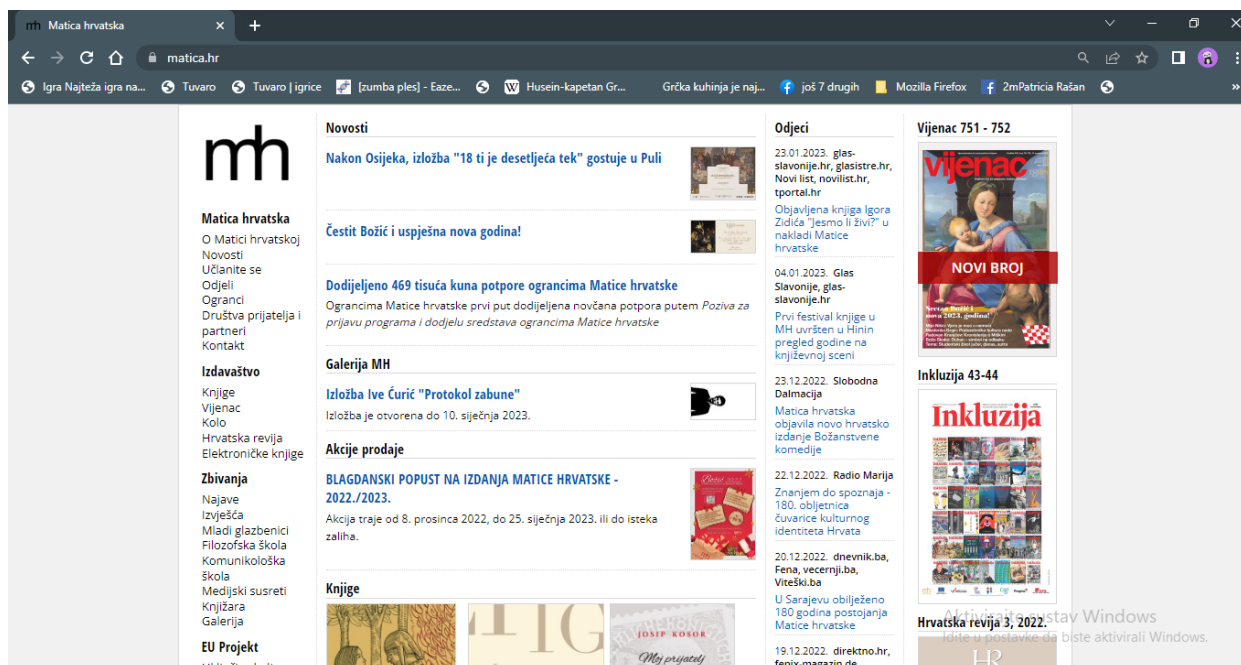 mh Matica hrvatska
matica.hr
Igra Najteža igra na...
Tuvaro
Tuvaro | igrice
[zumba ples] - Eaze...
W Husein-kapetan Gr...
Grčka kuhinja je naj...
još 7 drugih
Mozilla Firefox
2mPatricia Rašan
»
mh
Matica hrvatska
O Matici hrvatskoj
Novosti
Učlanite se
Odjeli
Ogranci
Društva prijatelja i
partneri
Kontakt
Izdavaštvo
Knjige
Vijenac
Kolo
Hrvatska revija
Elektroničke knjige
Zbivanja
Najave
Izvješća
Mladi glazbenici
Filozofska škola
Komunikološka
škola
Medijski susreti
Knjižara
Galerija
EU Projekt
Novosti
Nakon Osijeka, izložba "18 ti je desetljeća tek" gostuje u Puli
Čestit Božić i uspješna nova godina!
Dodijeljeno 469 tisuća kuna potpore ograncima Matice hrvatske
Ograncima Matice hrvatske prvi put dodijeljena novčana potpora putem Poziva za
prijavu programa i dodjelu sredstava ograncima Matice hrvatske
Galerija MH
Izložba Ive Ćurić "Protokol zabune"
Izložba je otvorena do 10. siječnja 2023.
Akcije prodaje
BLAGDANSKI POPUST NA IZDANJA MATICE HRVATSKE -
2022./2023.
Akcija traje od 8. prosinca 2022, do 25. siječnja 2023. ili do isteka
zaliha.
Knjige
JOSIP KOSOR
Moj prijatelj
Odjeci
23.01.2023. glas-
slavonije.hr, glasistre.hr,
Novi list, novilist.hr,
tportal.hr
Objavljena knjiga Igora
Zidića "Jesmo li živi?" u
nakladi Matice
hrvatske
04.01.2023. Glas
Slavonije, glas-
slavonije.hr
Prvi festival knjige u
MH uvršten u Hinin
pregled godine na
književnoj sceni
23.12.2022. Slobodna
Dalmacija
Matica hrvatska
objavila novo hrvatsko
izdanje Božanstvene
komedije
22.12.2022. Radio Marija
Znanjem do spoznaja -
180. obljetnica
čuvarice kulturnog
identiteta Hrvata
20.12.2022. dnevnik.ba,
Fena, vecernji.ba,
Viteški.ba
U Sarajevu obilježeno
180 godina postojanja
Matice hrvatske
19.12.2022. direktno.hr,
fenix-magazin.de
Vijenac 751 - 752
vijenac
NOVI BROJ
Sretan Božić i
nova 2023. godina!
Inkluzija 43-44
Inkluzija
Hrvatska revija 3, 2022.
HR
Aktivirajte sustav Windows
Idite u postavke da biste aktivirali Windows.